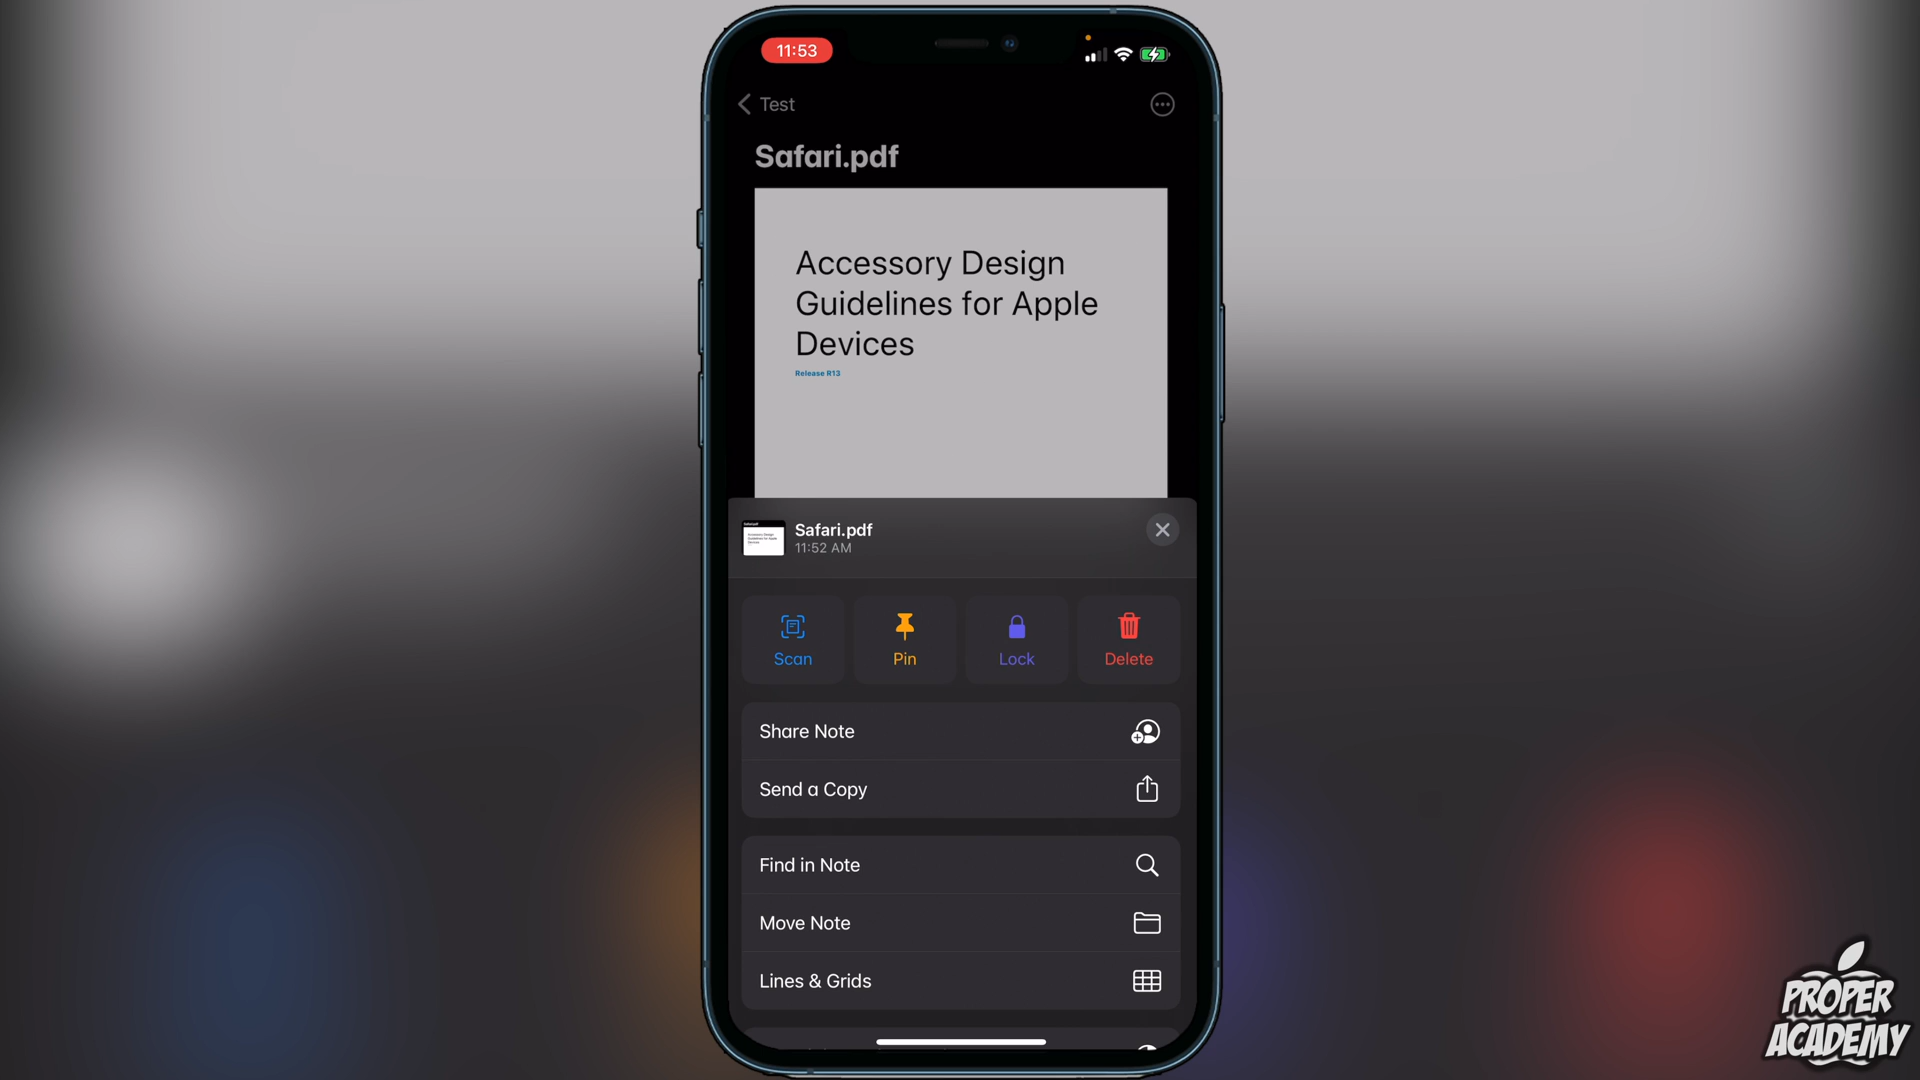 11:53
Test
Safari.pdf
Accessory Design
Guidelines for Apple
Devices
Release R13
Safari.pdf
11:52 AM
Scan
Pin
Lock
Delete
Share Note
Send a Copy
Find in Note
Move Note
Lines & Grids
PROPER
ACADEMY